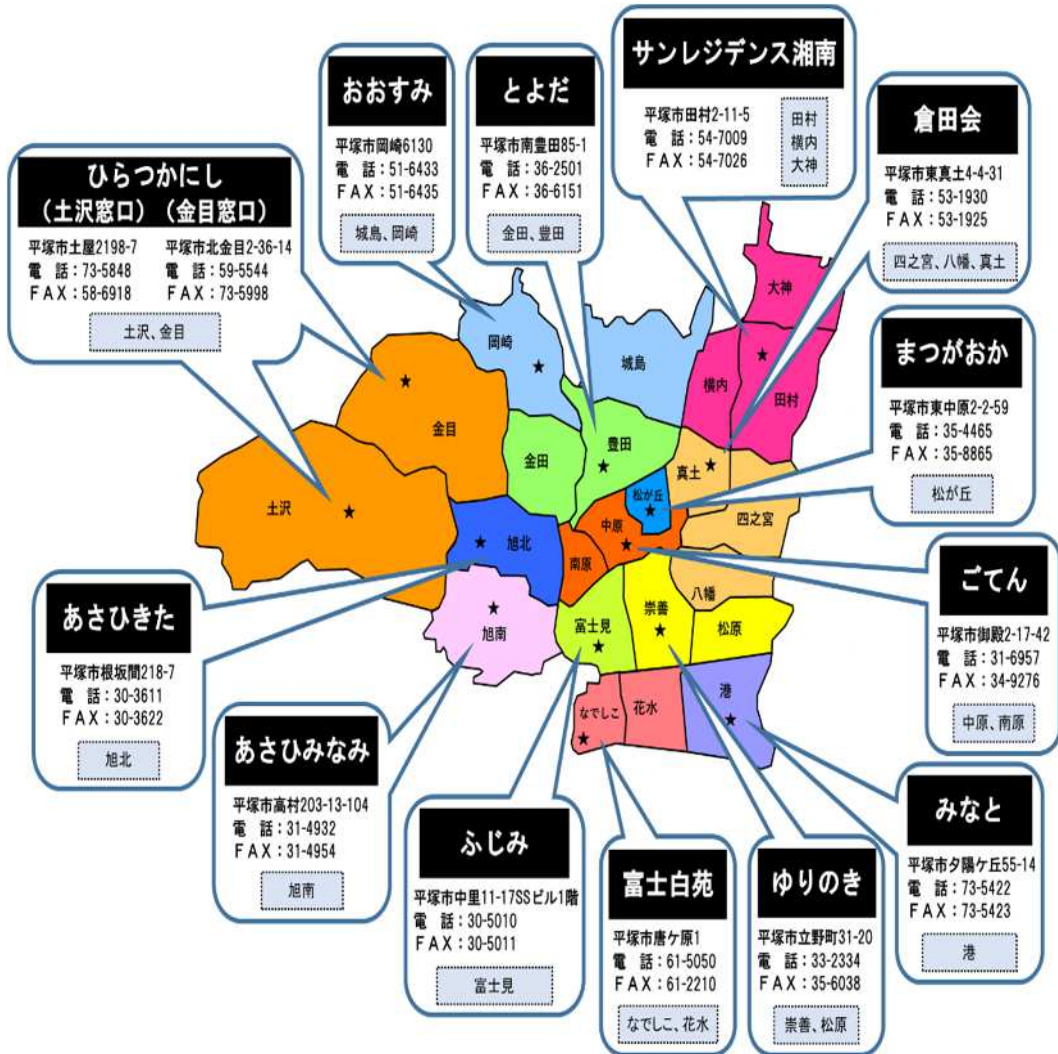 サンレジデンス湘南
平塚市田村2-11-5
電 話：54-7009
ＦＡＸ：54-7026
田村
横内
大神
おおすみ
平塚市岡崎6130
電 話：51-6433
ＦＡＸ：51-6435
城島、岡崎
とよだ
平塚市南豊田85-1
電 話：36-2501
ＦＡＸ：36-6151
金田、豊田
倉田会
平塚市東真土4-4-31
電 話：53-1930
ＦＡＸ：53-1925
四之宮、八幡、真土
ひらつかにし
（土沢窓口）（金目窓口）
平塚市土屋2198-7 平塚市北金目2-36-14
電 話：73-5848 電 話：59-5544
ＦＡＸ：58-6918 ＦＡＸ：73-5998
土沢、金目
まつがおか
平塚市東中原2-2-59
電 話：35-4465
ＦＡＸ：35-8865
松が丘
大神
岡崎
城島
横内
田村
金目
金田
豊田
真土
松が丘
土沢
四之宮
中原
旭北
南原
八幡
旭南
富士見
崇善
松原
港
なでしこ
花水
ごてん
平塚市御殿2-17-42
電 話：31-6957
ＦＡＸ：34-9276
中原、南原
あさひきた
平塚市根坂間218-7
電 話：30-3611
ＦＡＸ：30-3622
旭北
あさひみなみ
平塚市高村203-13-104
電 話：31-4932
ＦＡＸ：31-4954
旭南
ふじみ
平塚市中里11-17SSビル1階
電 話：30-5010
ＦＡＸ：30-5011
富士見
富士白苑
平塚市唐ケ原1
電 話：61-5050
ＦＡＸ：61-2210
なでしこ、花水
ゆりのき
平塚市立野町31-20
電 話：33-2334
ＦＡＸ：35-6038
崇善、松原
みなと
平塚市夕陽ケ丘55-14
電 話：73-5422
ＦＡＸ：73-5423
港